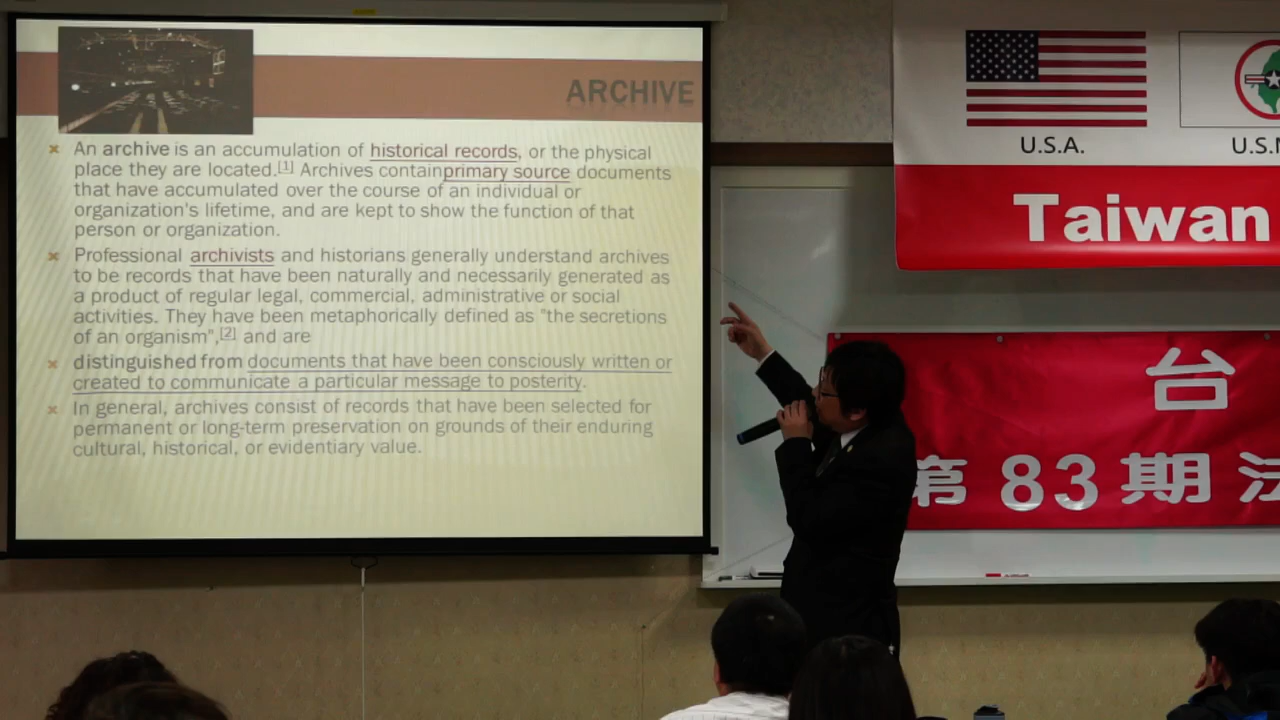 ARCHIVE
An archive is an accumulation of historical records, or the physical
place they are located.[1] Archives containprimary source documents
that have accumulated over the course of an individual or
organization's lifetime, and are kept to show the function of that
person or organization.
Professional archivists and historians generally understand archives
to be records that have been naturally and necessarily generated as
a product of regular legal, commercial, administrative or social
activities. They have been metaphorically defined as "the secretions
of an organism",[2] and are
distinguished from documents that have been consciously written or
created to communicate a particular message to posterity.
In general, archives consist of records that have been selected for
permanent or long-term preservation on grounds of their enduring
cultural, historical, or evidentiary value.
U.S.A.
U.S.
Taiwan
台
第 83 期 法